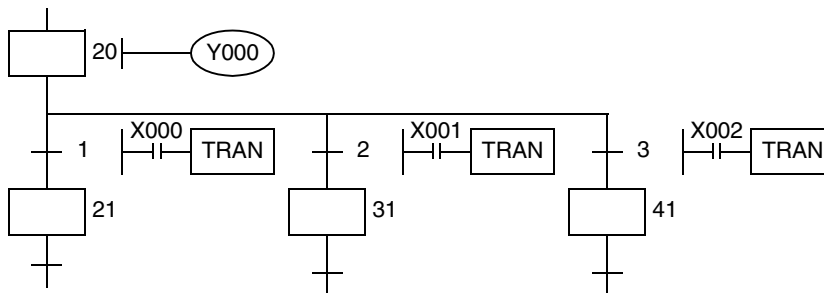 20 Y000
X000 X001 X002
1 TRAN 2 TRAN 3 TRAN
21 31 41